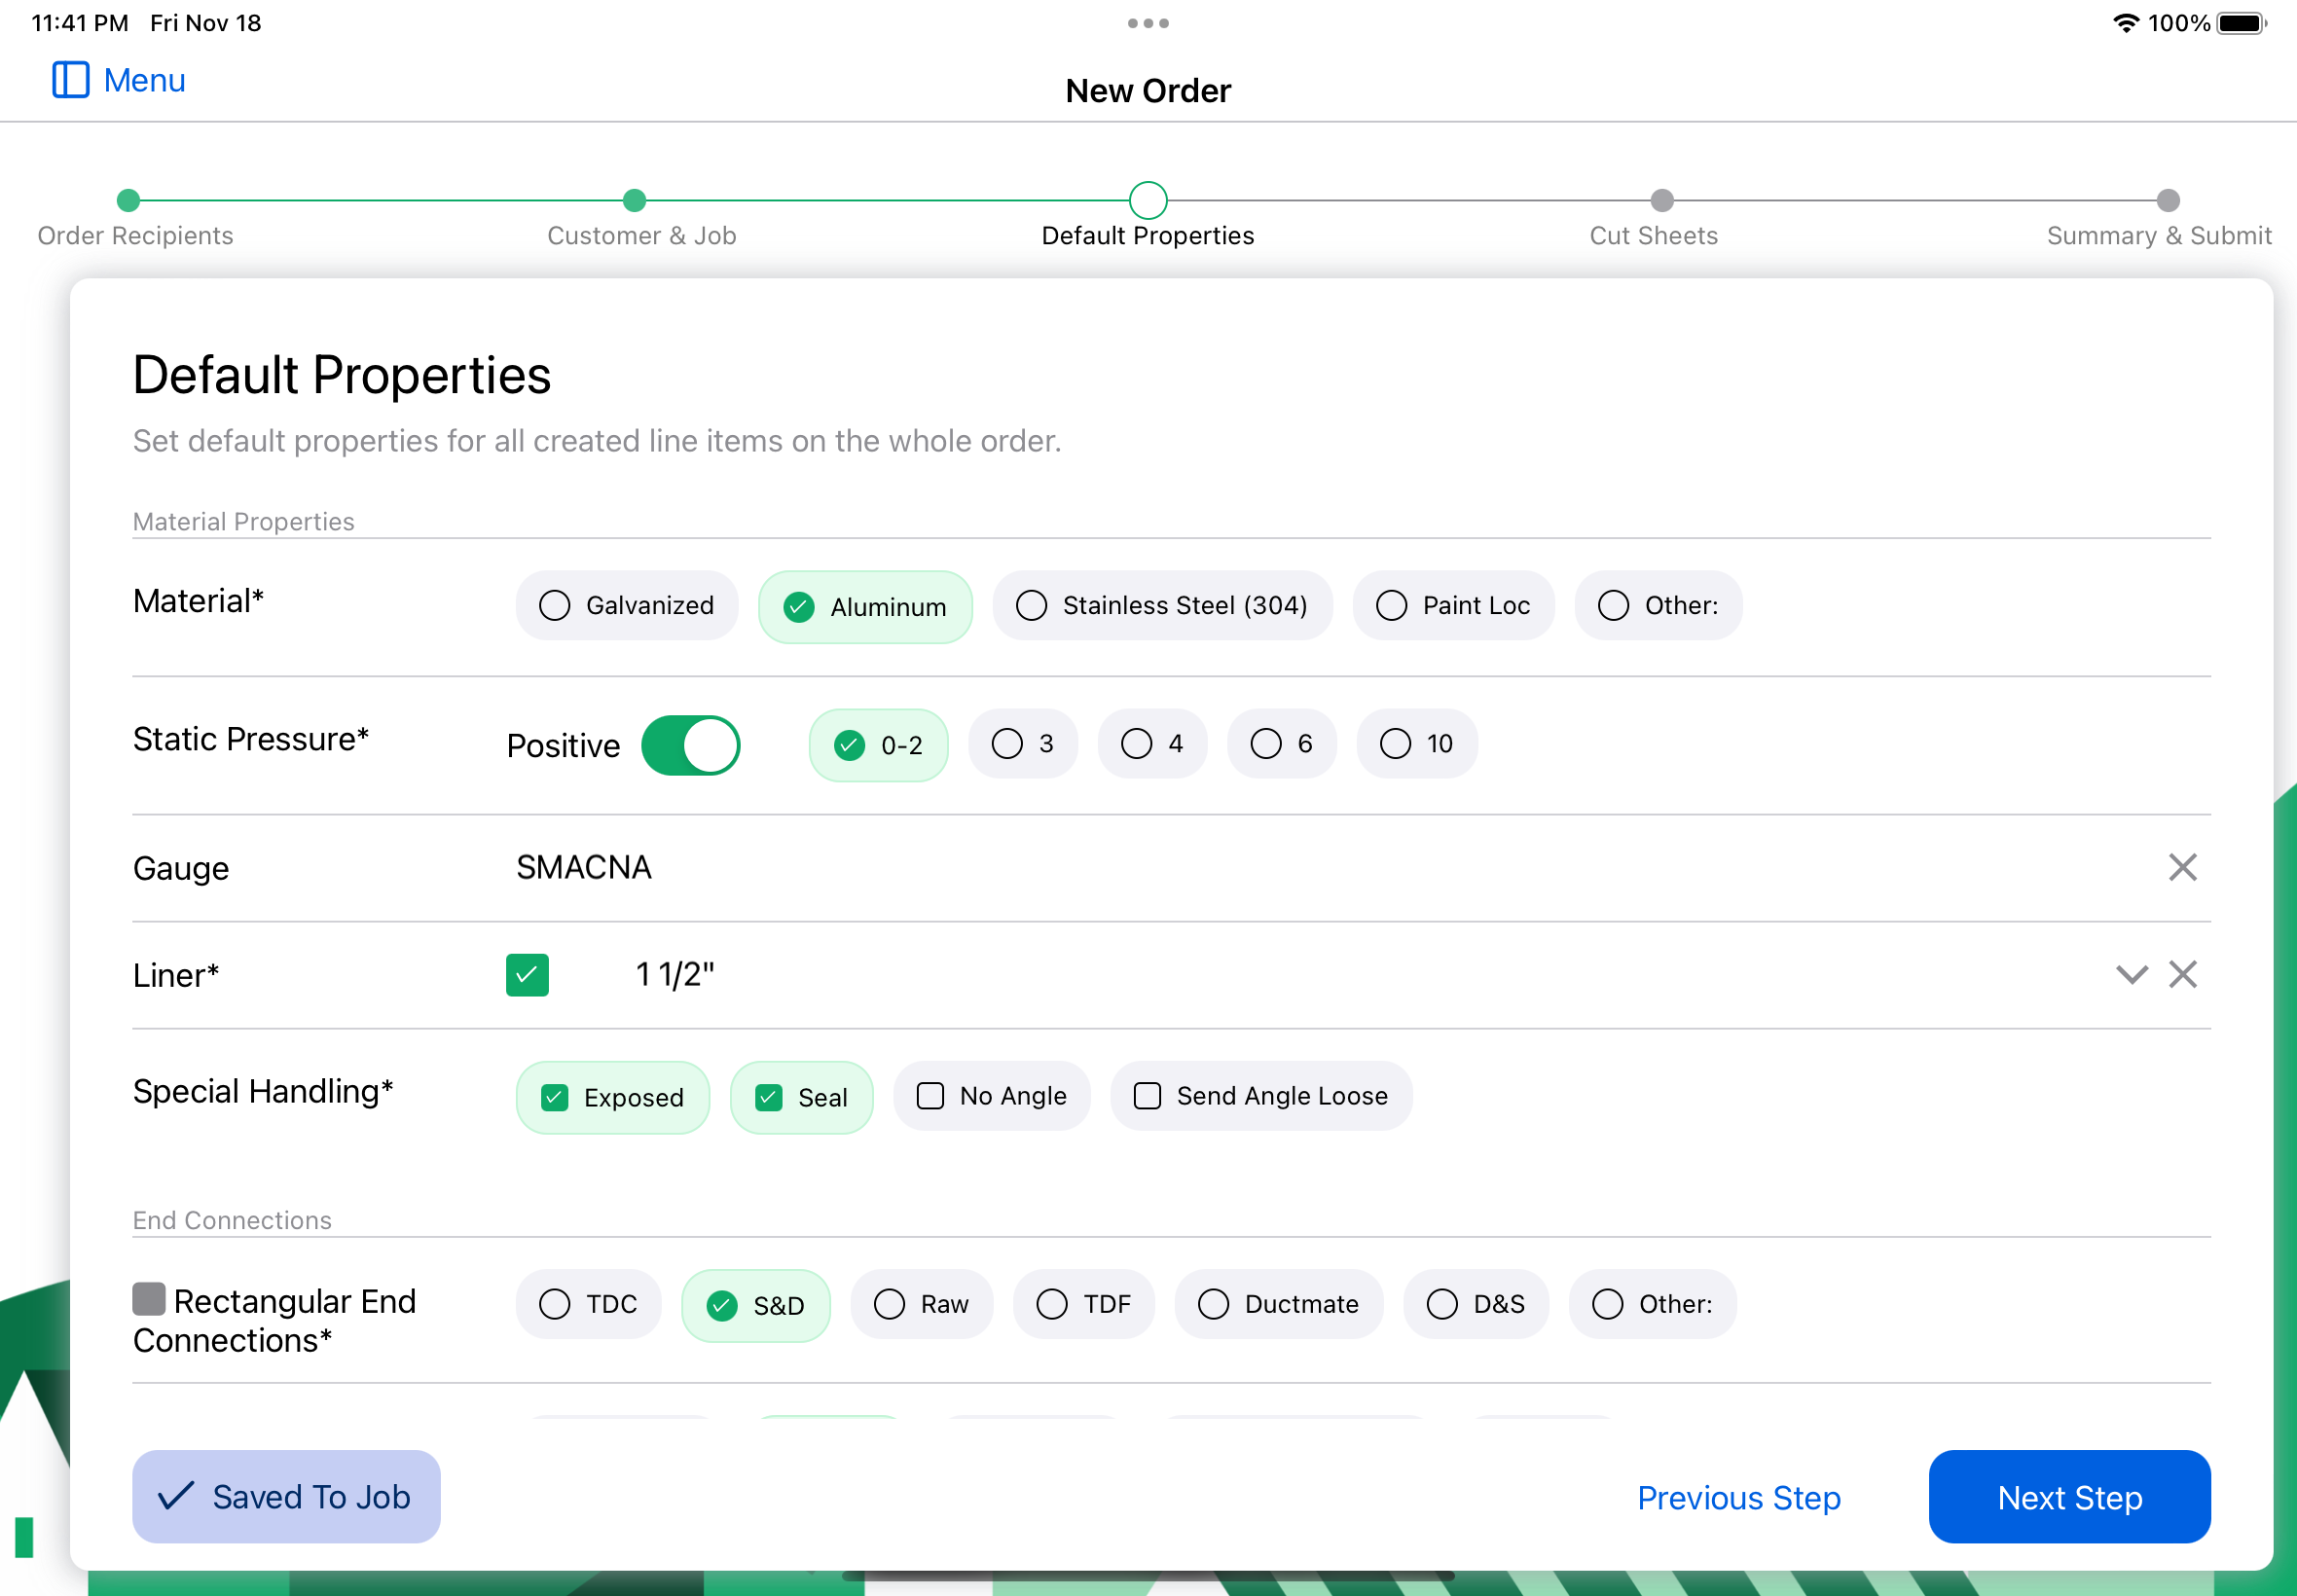 11:41 PM Fri Nov 18
100%
Menu
New Order
Order Recipients
Customer & Job
Default Properties
Cut Sheets
Summary & Submit
Default Properties
Set default properties for all created line items on the whole order.
Material Properties
Material* Galvanized Aluminum Stainless Steel (304) Paint Loc Other:
Static Pressure* Positive 0-2 3 4 6 10
Gauge SMACNA
Liner* 1 1/2"
Special Handling* Exposed Seal No Angle Send Angle Loose
End Connections
Rectangular End
Connections*
TDC S&D Raw TDF Ductmate D&S Other:
Saved To Job
Previous Step
Next Step